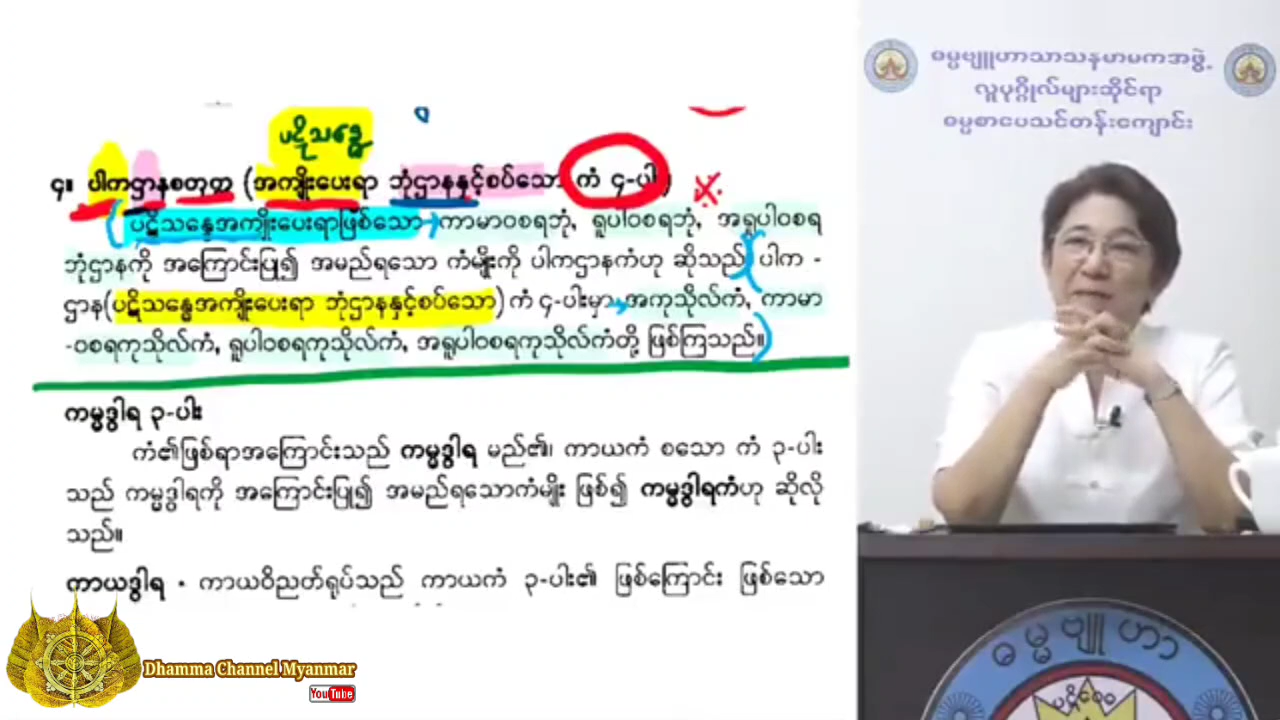 ပဋိသန္ဓေ
၄။ ပါကဌာနစတုက္က (အကျိုးပေးရာ ဘုံဌာနနှင့်စပ်သော ကံ ၄-ပါး)
ပဋိသန္ဓေအကျိုးပေးရာဖြစ်သော ကာမာဝစရဘုံ, ရူပါဝစရဘုံ, အရူပါဝစရ
ဘုံဌာနကို အကြောင်းပြု၍ အမည်ရသော ကံမျိုးကို ပါကဌာနကံဟု ဆိုသည် ပါက -
ဌာန(ပဋိသန္ဓေအကျိုးပေးရာ ဘုံဌာနနှင့်စပ်သော) ကံ ၄-ပါးမှာ အကုသိုလ်ကံ, ကာမာ
-ဝစရကုသိုလ်ကံ, ရူပါဝစရကုသိုလ်ကံ, အရူပါဝစရကုသိုလ်ကံတို့ ဖြစ်ကြသည်။
ကမ္မဒွါရ ၃-ပါး
ကံ၏ဖြစ်ရာအကြောင်းသည် ကမ္မဒွါရ မည်၏၊ ကာယကံ စသော ကံ ၃-ပါး
သည် ကမ္မဒွါရကို အကြောင်းပြု၍ အမည်ရသောကံမျိုး ဖြစ်၍ ကမ္မဒွါရကံဟု ဆိုလို
သည်။
ကာယဒွါရ • ကာယဝိညတ်ရုပ်သည် ကာယကံ ၃-ပါး၏ ဖြစ်ကြောင်း ဖြစ်သော
ဓမ္မဗျူဟာသာသနမာမကအဖွဲ့
လူပုဂ္ဂိုလ်များဆိုင်ရာ
ဓမ္မစာပေသင်တန်းကျောင်း
ဓမ္မဗျူဟာ
Dhamma Channel Myanmar
YouTube